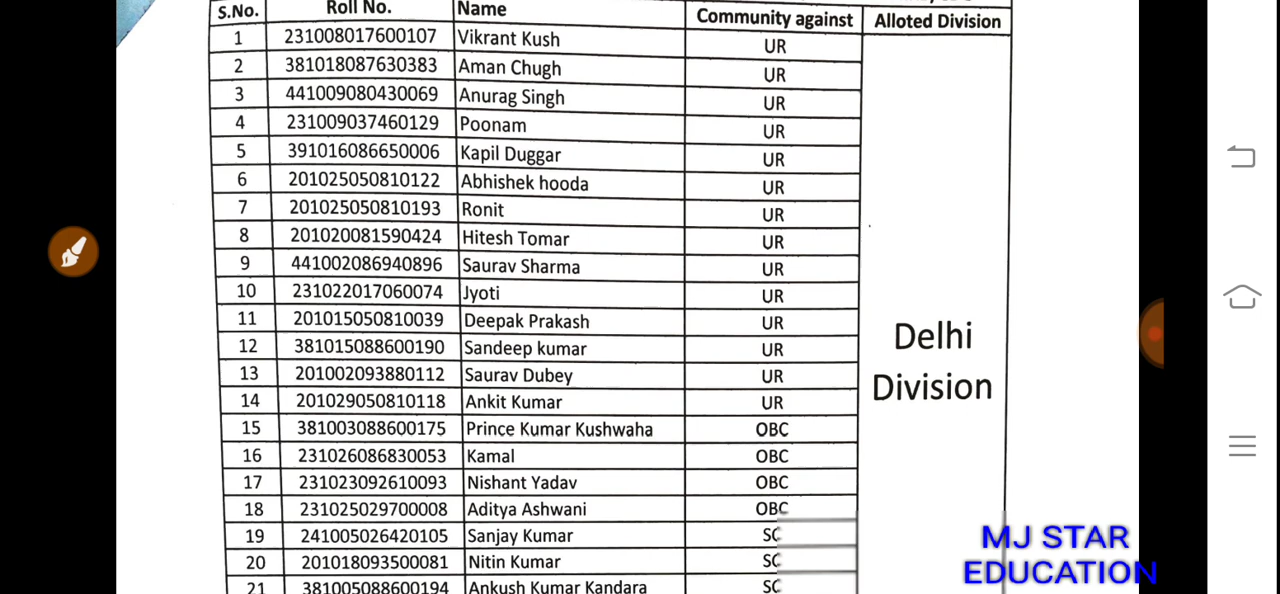 S.No. Roll No. Name Community against Alloted Division
1 231008017600107 Vikrant Kush UR
2 381018087630383 Aman Chugh UR
3 441009080430069 Anurag Singh UR
4 231009037460129 Poonam UR
5 391016086650006 Kapil Duggar UR
6 201025050810122 Abhishek hooda UR
7 201025050810193 Ronit UR
8 201020081590424 Hitesh Tomar UR
9 441002086940896 Saurav Sharma UR
10 231022017060074 Jyoti UR
11 201015050810039 Deepak Prakash UR
12 381015088600190 Sandeep kumar UR
13 201002093880112 Saurav Dubey UR
14 201029050810118 Ankit Kumar UR
15 381003088600175 Prince Kumar Kushwaha OBC
16 231026086830053 Kamal OBC
17 231023092610093 Nishant Yadav OBC
18 231025029700008 Aditya Ashwani OBC
19 241005026420105 Sanjay Kumar SC
20 201018093500081 Nitin Kumar SC
21 381005088600194 Ankush Kumar Kandara SC
Delhi
Division
MJ STAR
EDUCATION